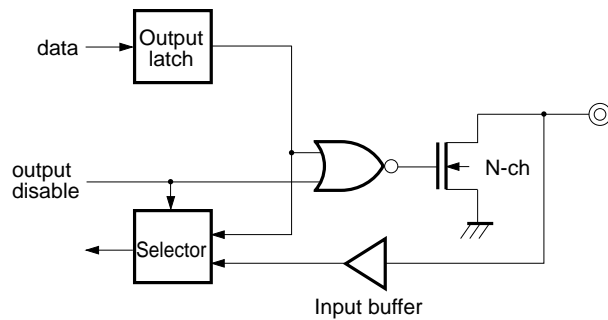 data
Output
latch
output
disable
N-ch
Selector
Input buffer